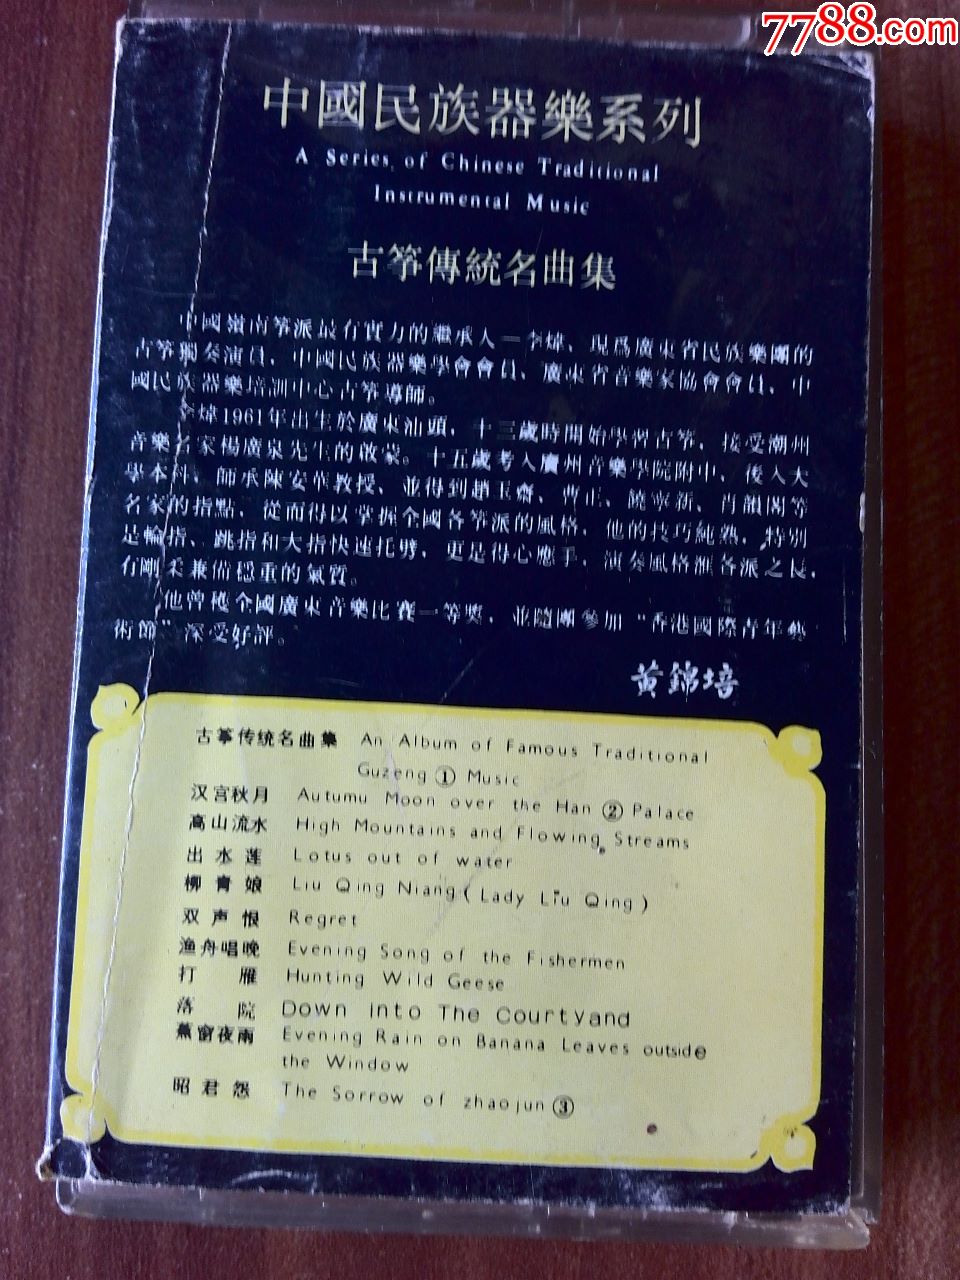 7788.com
中國民族器樂系列
A Series of Chinese Traditional
Instrumental Music
古筝傳統名曲集
中國嶺南筝派最有實力的繼承人—李煒、現爲廣東省民族樂團的
古筝獨奏演員，中國民族器樂學會會員、廣東省音樂家協會會員，中
國民族器樂培訓中心古筝導師。
李煒1961年出生於廣東汕頭，十三歲時開始學習古筝，接受潮州
音樂名家楊廣泉先生的啟蒙。十五歲考入廣州音樂學院附中、後入大
學本科、師承陳安華教授、並得到趙玉齋、曹正、饒寧新、肖韻閣等
名家的指點，從而得以掌握全國各筝派的風格，他的技巧純熟，特別
是輪指、跳指和大指快速托劈，更是得心應手，演奏風格滙各派之長，
有剛柔兼備穩重的氣質。
他曾獲全國廣東音樂比賽一等獎，並隨團參加“香港國際青年藝
術節”深受好評。
黃錦培
古筝传统名曲集 An Album of Famous Traditional
Guzeng ① Music
汉宫秋月 Autumu Moon over the Han ② Palace
高山流水 High Mountains and Flowing Streams
出水莲 Lotus out of water
柳青娘 Liu Qing Niang (Lady Liu Qing)
双声恨 Regret
渔舟唱晚 Evening Song of the Fishermen
打雁 Hunting Wild Geese
落院 Down into The Courtyand
蕉窗夜雨 Evening Rain on Banana Leaves outside
the Window
昭君怨 The Sorrow of zhaojun ③